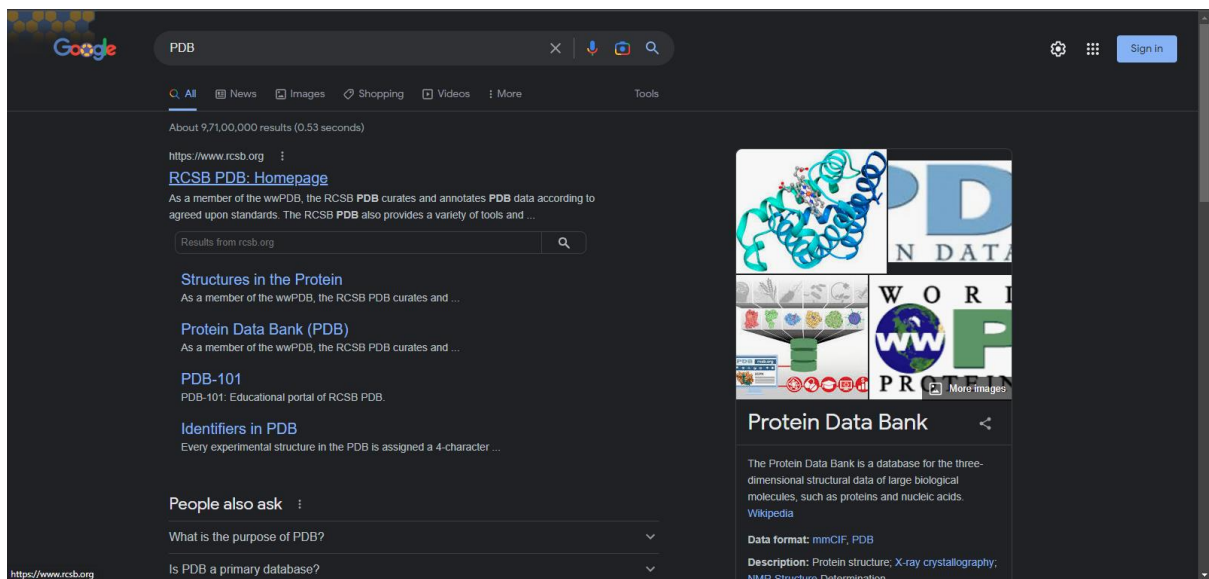 Google
PDB
Sign in
All News Images Shopping Videos More Tools
About 9,71,00,000 results (0.53 seconds)
https://www.rcsb.org
RCSB PDB: Homepage
As a member of the wwPDB, the RCSB PDB curates and annotates PDB data according to
agreed upon standards. The RCSB PDB also provides a variety of tools and ...
Results from rcsb.org
Structures in the Protein
As a member of the wwPDB, the RCSB PDB curates and ...
Protein Data Bank (PDB)
As a member of the wwPDB, the RCSB PDB curates and ...
PDB-101
PDB-101: Educational portal of RCSB PDB.
Identifiers in PDB
Every experimental structure in the PDB is assigned a 4-character ...
People also ask
What is the purpose of PDB?
Is PDB a primary database?
https://www.rcsb.org
PD
N DATA
WORL
ww P
PROTEIN
More images
Protein Data Bank
The Protein Data Bank is a database for the three-
dimensional structural data of large biological
molecules, such as proteins and nucleic acids.
Wikipedia
Data format: mmCIF, PDB
Description: Protein structure; X-ray crystallography;
NMR Structure Determination